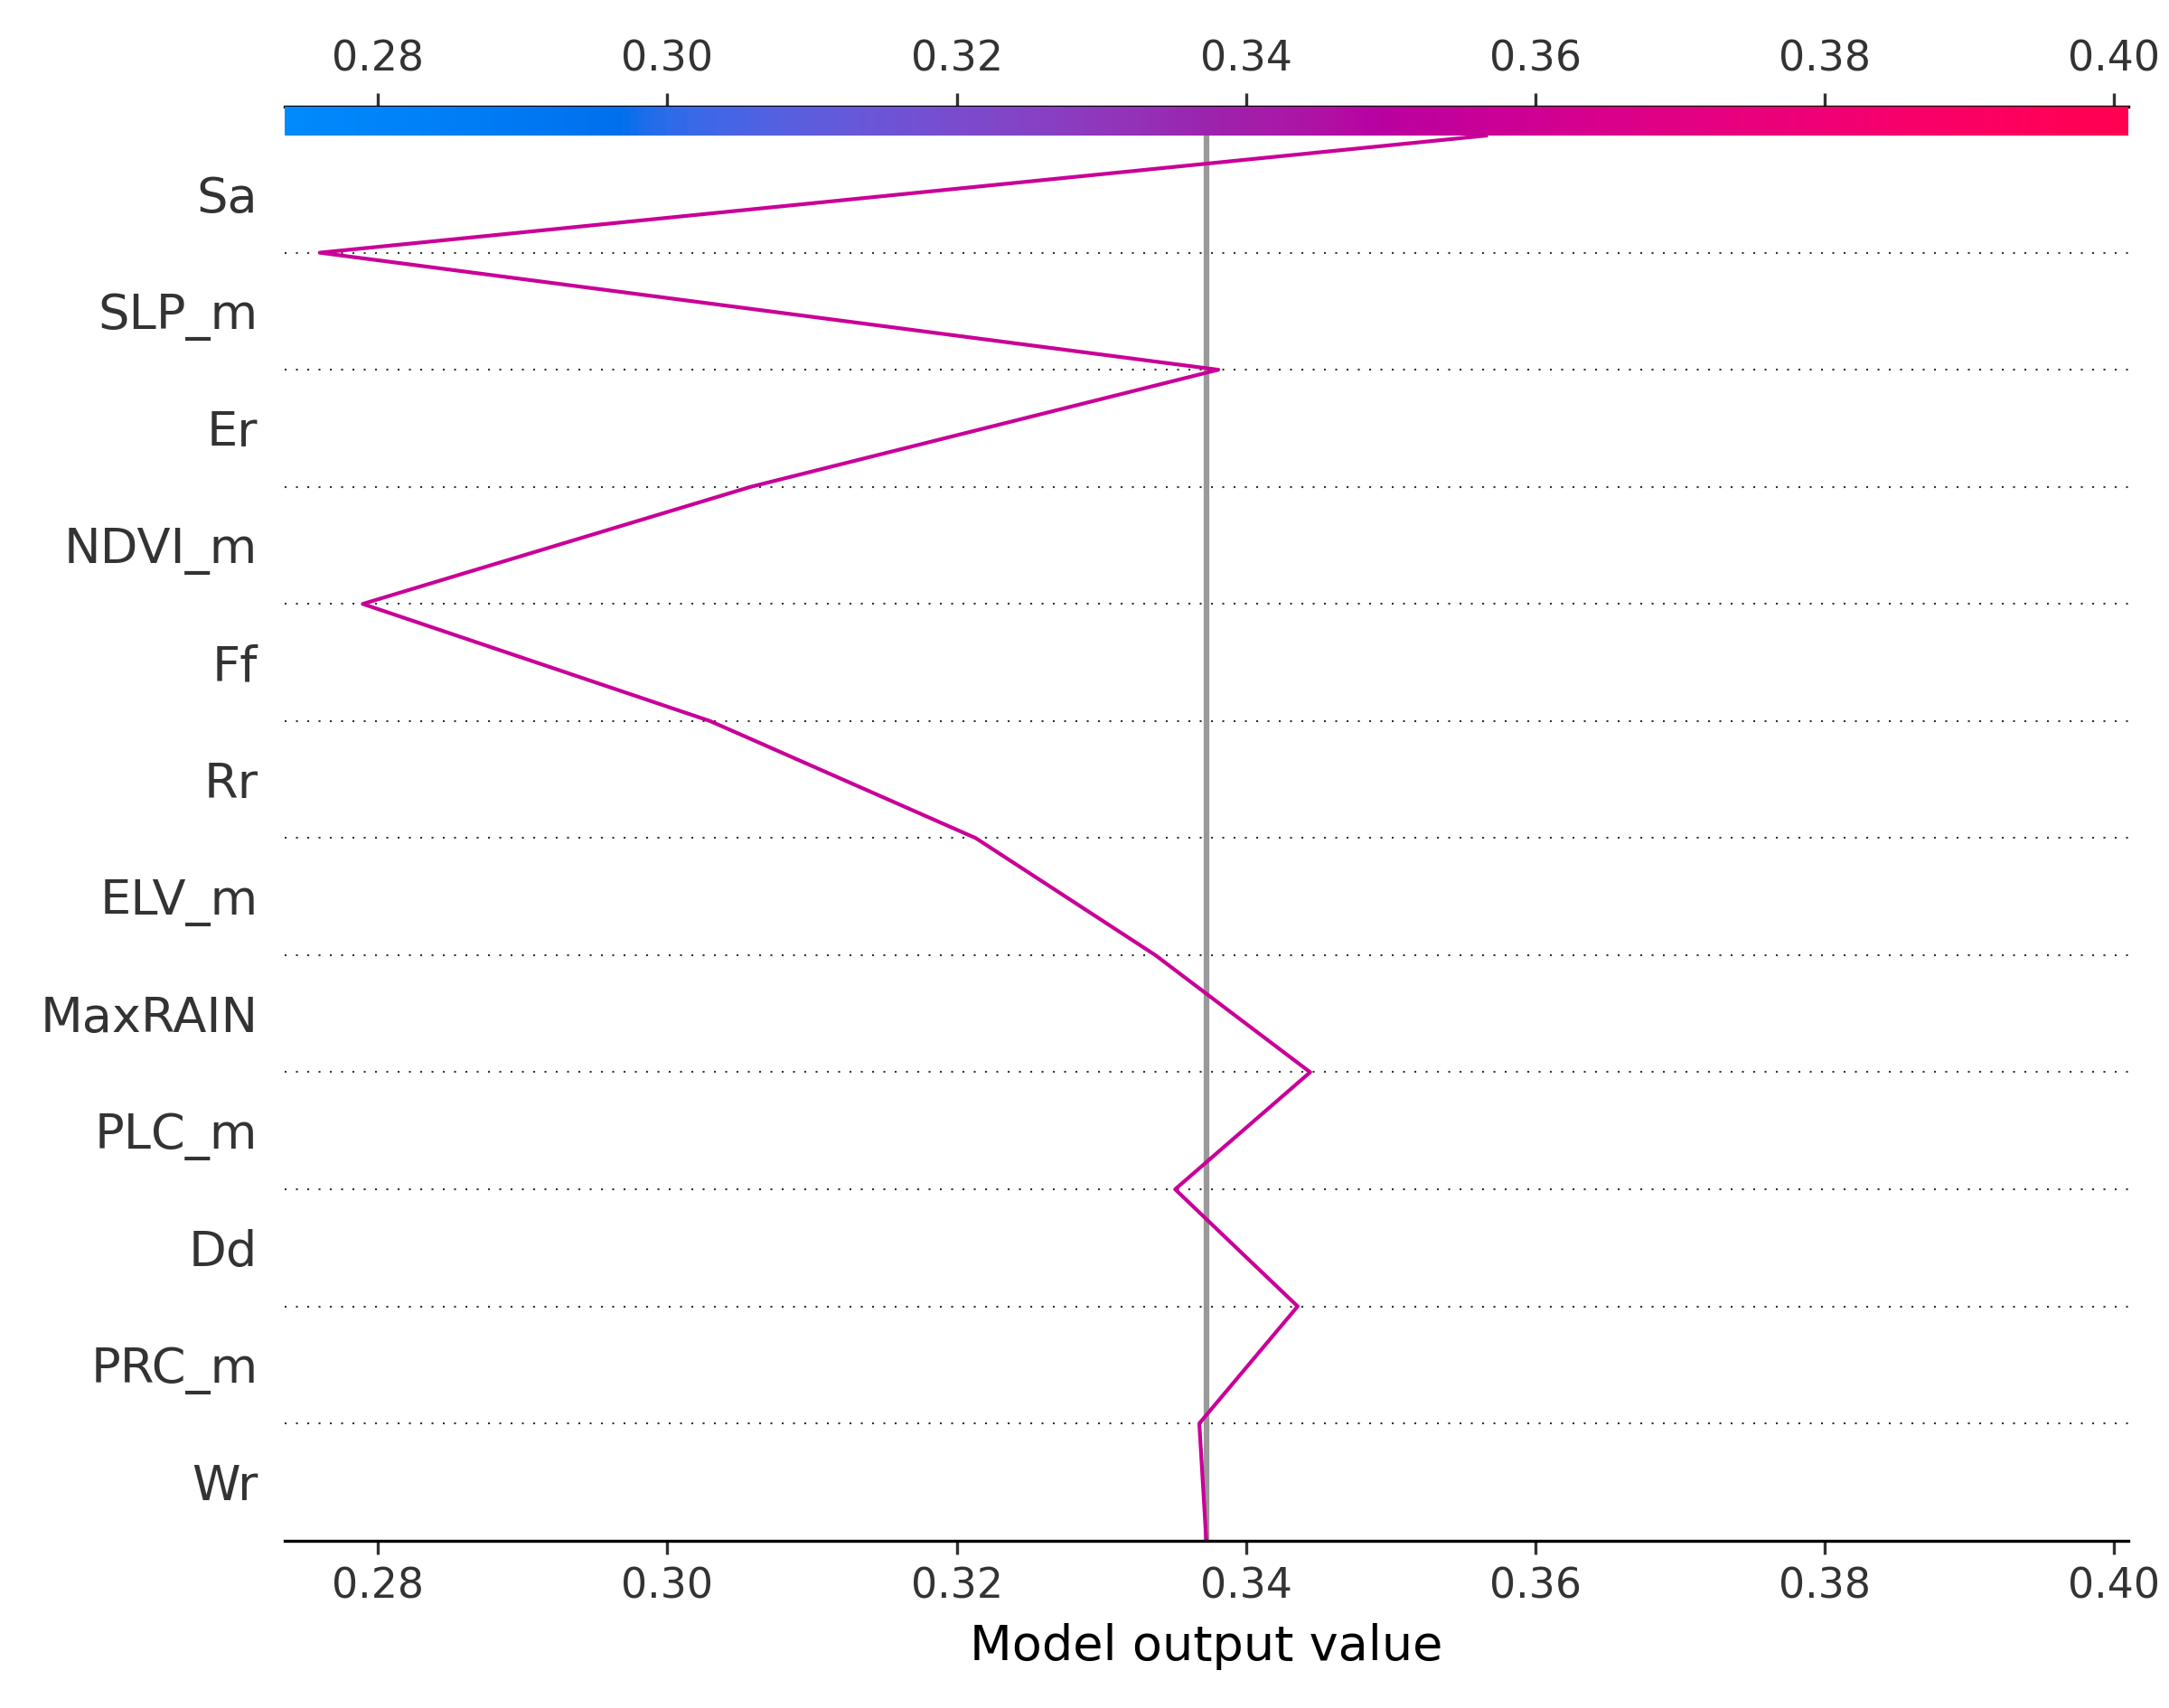 0.28 0.30 0.32 0.34 0.36 0.38 0.40
Sa
SLP_m
Er
NDVI_m
Ff
Rr
ELV_m
MaxRAIN
PLC_m
Dd
PRC_m
Wr
0.28 0.30 0.32 0.34 0.36 0.38 0.40
Model output value